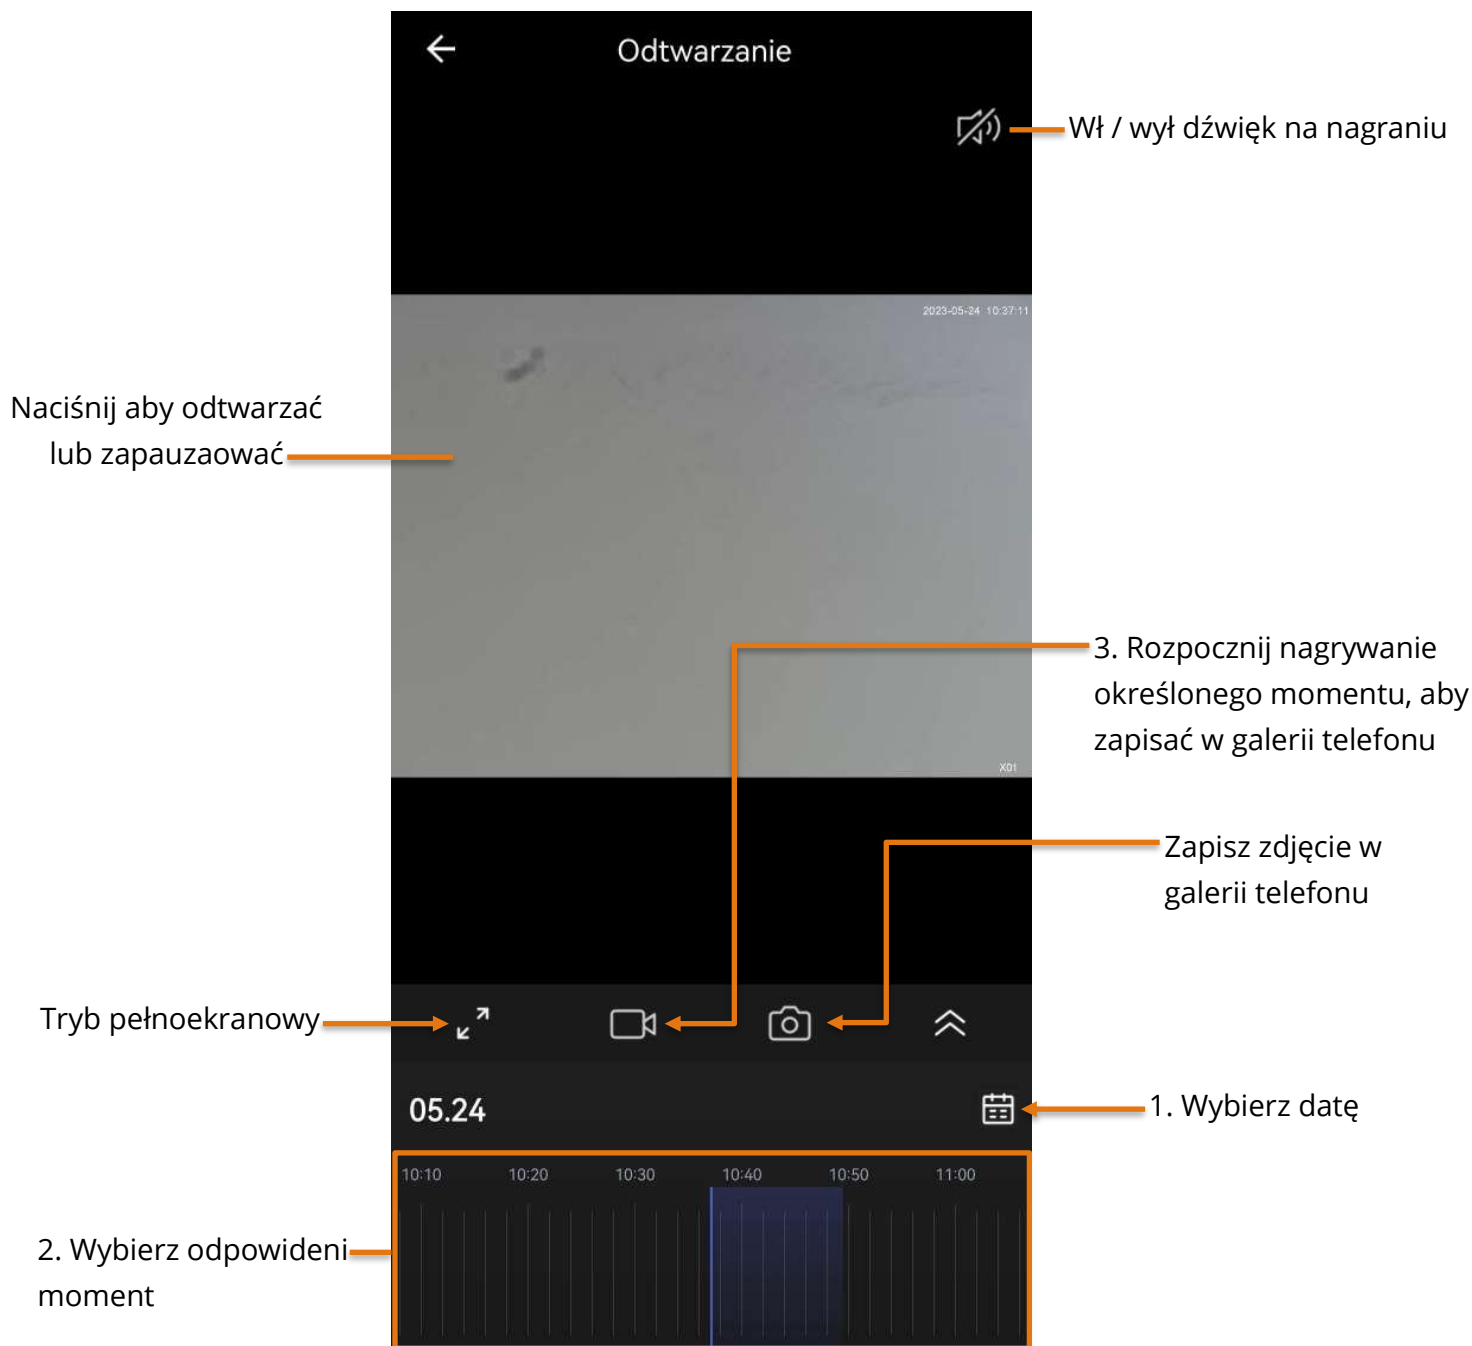 Odtwarzanie
Wł / wył dźwięk na nagraniu
2023-05-24 10:37:11
Naciśnij aby odtwarzać
lub zapauzaować
3. Rozpocznij nagrywanie
określonego momentu, aby
zapisać w galerii telefonu
X01
Zapisz zdjęcie w
galerii telefonu
Tryb pełnoekranowy
05.24
1. Wybierz datę
10:10 10:20 10:30 10:40 10:50 11:00
2. Wybierz odpowideni
moment